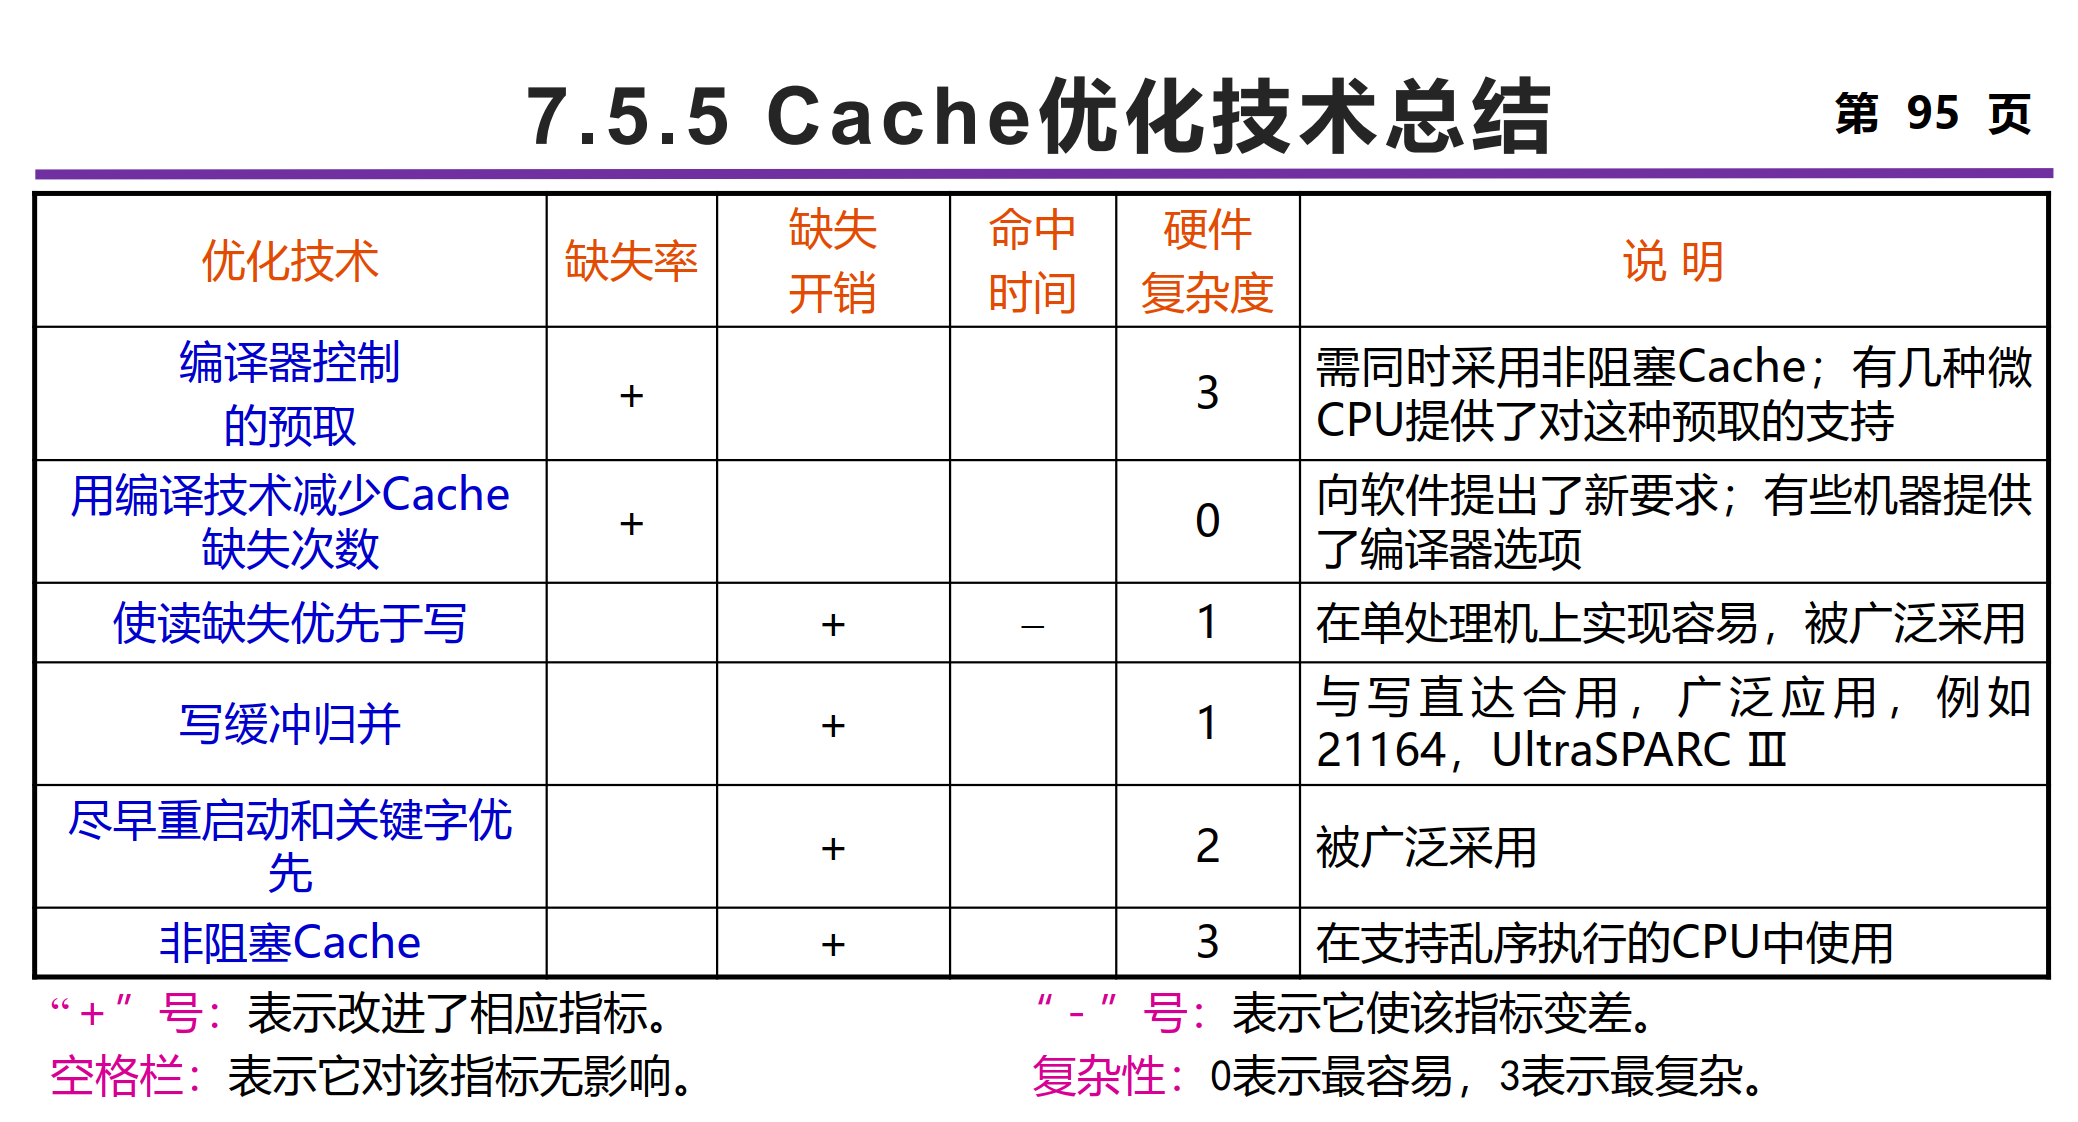 7.5.5 Cache优化技术总结
第 95 页
优化技术
缺失率
缺失
开销
命中
时间
硬件
复杂度
说 明
编译器控制
的预取
+
3
需同时采用非阻塞Cache；有几种微
CPU提供了对这种预取的支持
用编译技术减少Cache
缺失次数
+
0
向软件提出了新要求；有些机器提供
了编译器选项
使读缺失优先于写
+
–
1
在单处理机上实现容易，被广泛采用
写缓冲归并
+
1
与写直达合用，广泛应用，例如
21164，UltraSPARC Ⅲ
尽早重启动和关键字优
先
+
2
被广泛采用
非阻塞Cache
+
3
在支持乱序执行的CPU中使用
“+”号：表示改进了相应指标。
“-”号：表示它使该指标变差。
空格栏：表示它对该指标无影响。
复杂性：0表示最容易，3表示最复杂。